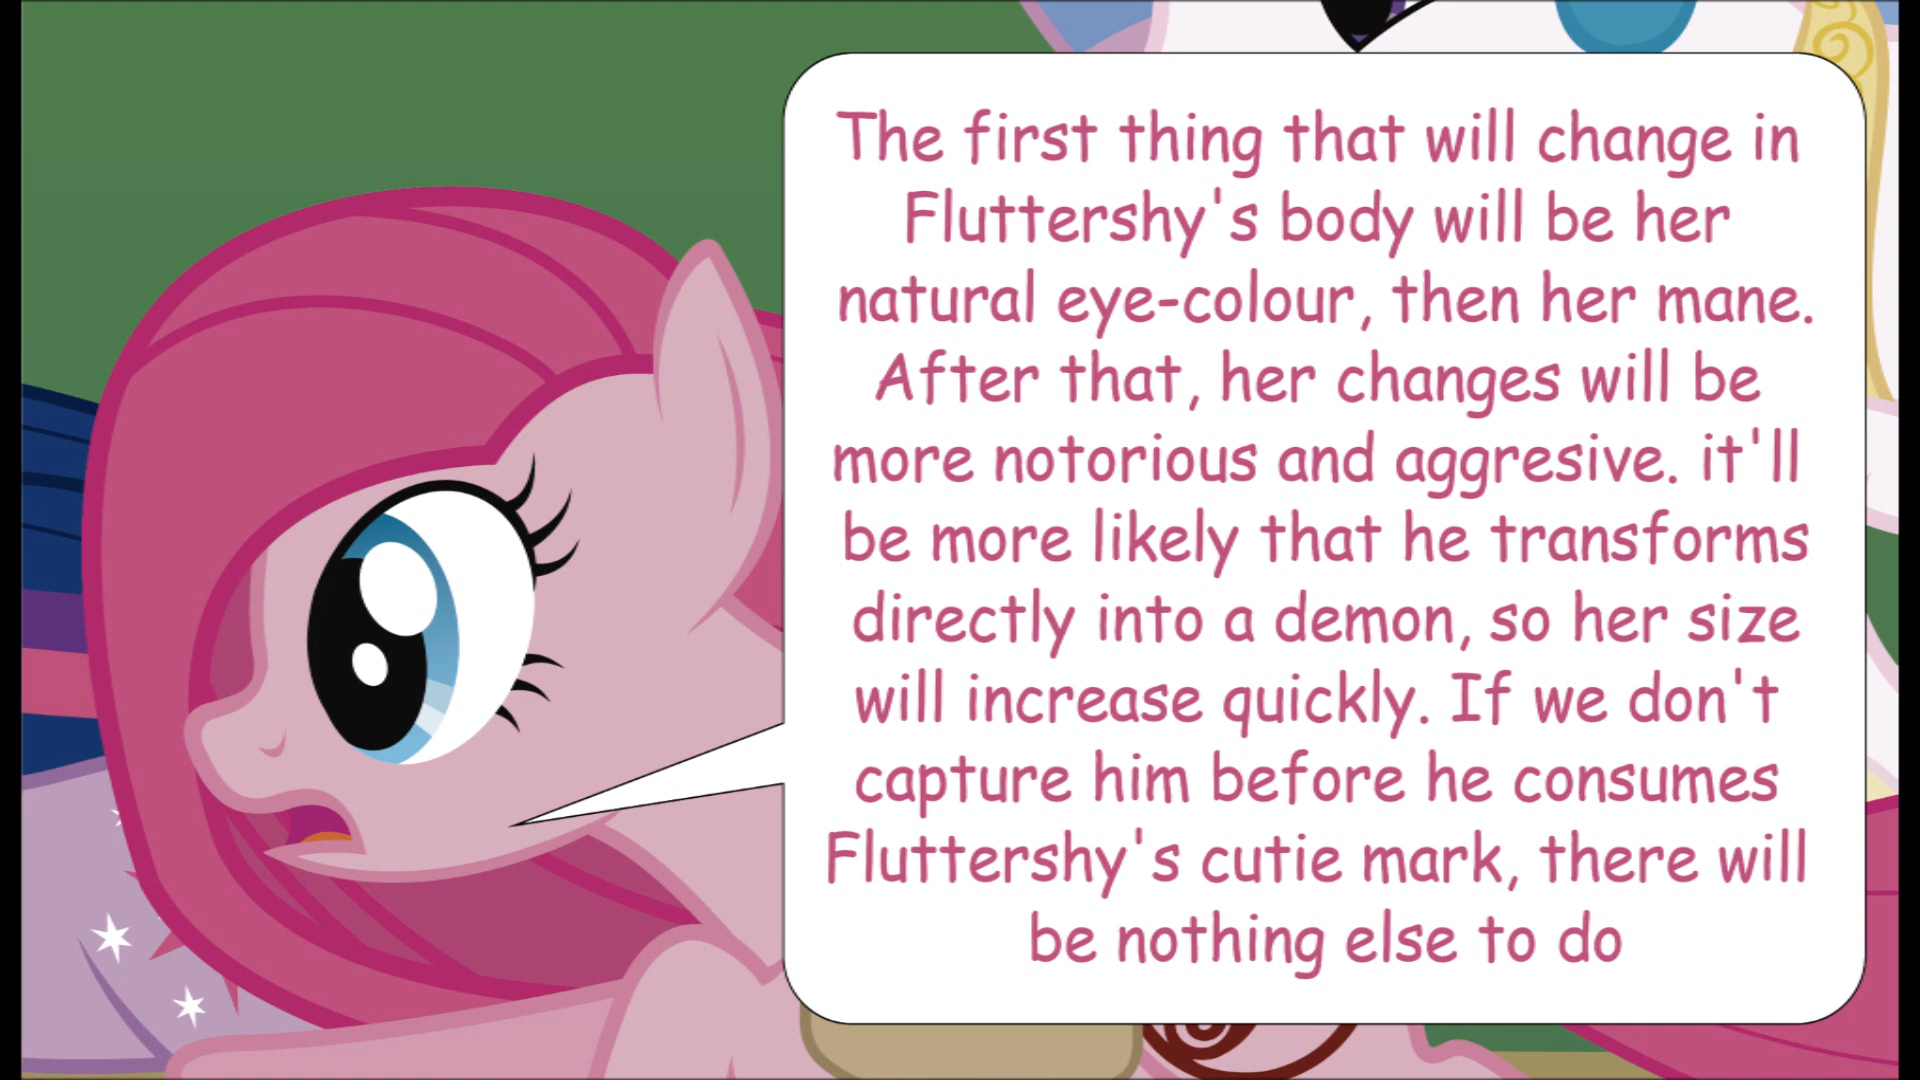 The first thing that will change in
Fluttershy's body will be her
natural eye-colour, then her mane.
After that, her changes will be
more notorious and aggresive. it'll
be more likely that he transforms
directly into a demon, so her size
will increase quickly. If we don't
capture him before he consumes
Fluttershy's cutie mark, there will
be nothing else to do